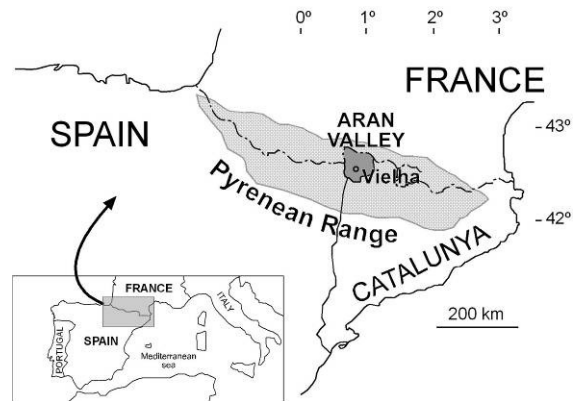 0º 1º 2º 3º
FRANCE
SPAIN
ARAN
VALLEY
- 43º
Vielha
Pyrenean Range
- 42º
CATALUNYA
200 km
FRANCE
ITALY
PORTUGAL
SPAIN
Mediterranean
sea